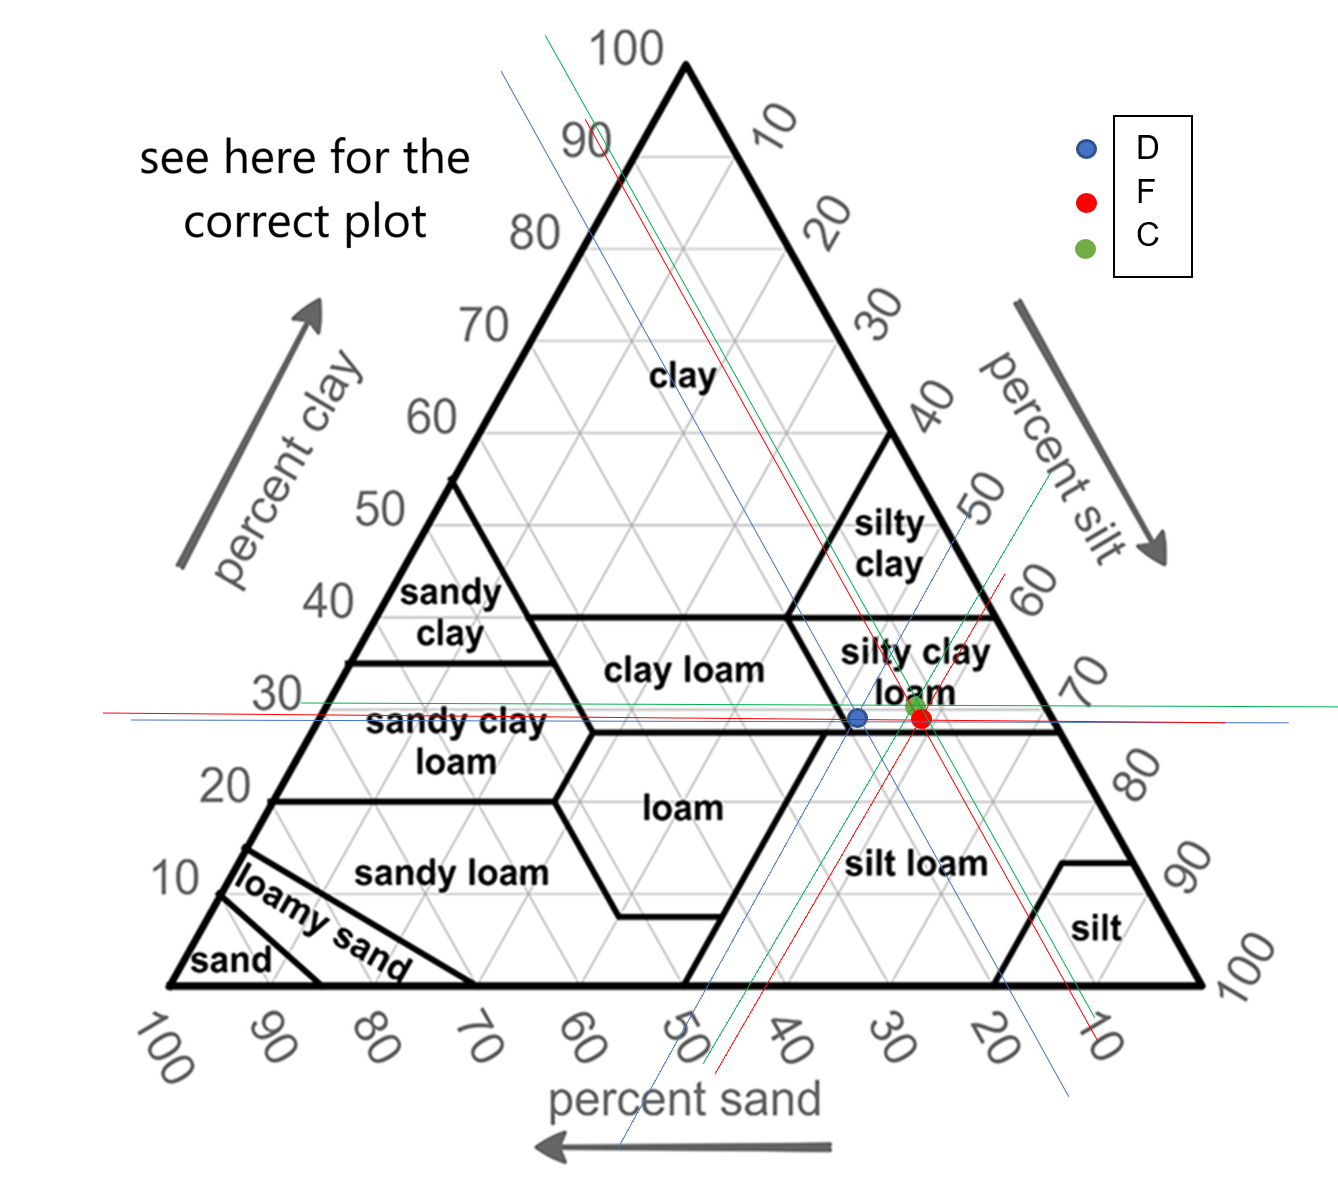 see here for the
correct plot
D
F
C
100
90
80
70
60
50
40
30
20
10
percent clay
10
20
30
40
50
60
70
80
90
100
percent silt
clay
silty
clay
sandy
clay
clay loam
silty clay
loam
sandy clay
loam
loam
sandy loam
silt loam
loamy sand
silt
sand
100
90
80
70
60
50
40
30
20
10
percent sand